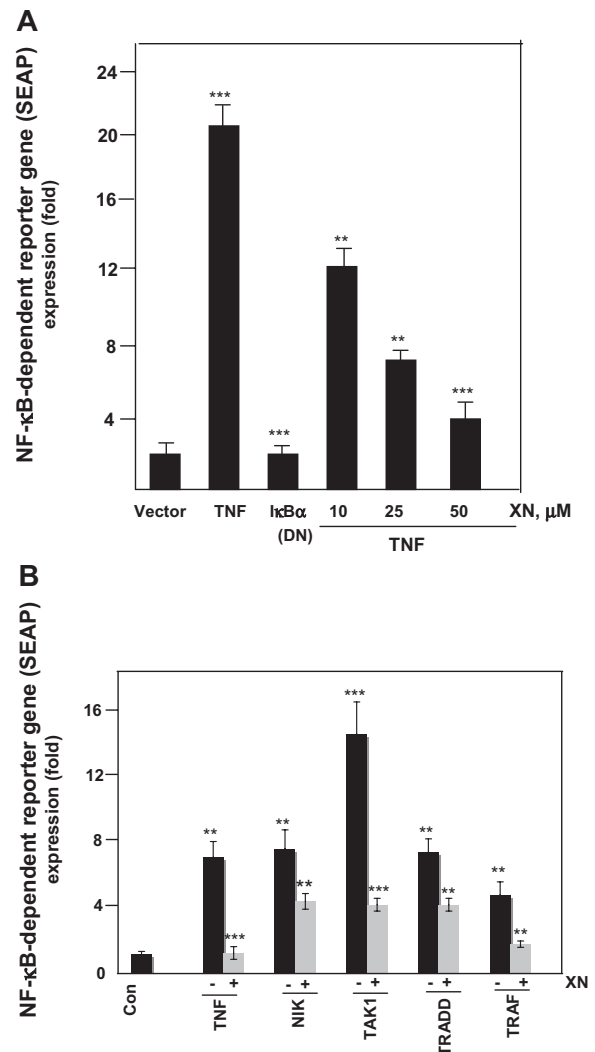 A
NF-κB-dependent reporter gene (SEAP)
expression (fold)
24
20
16
12
8
4
***
***
**
**
***
Vector TNF IκBα 10 25 50 XN, μM
(DN)
TNF
B
NF-κB-dependent reporter gene (SEAP)
expression (fold)
16
12
8
4
0
**
***
**
**
***
***
**
**
**
**
- + - + - + - + - + XN
Con TNF NIK TAK1 TRADD TRAF